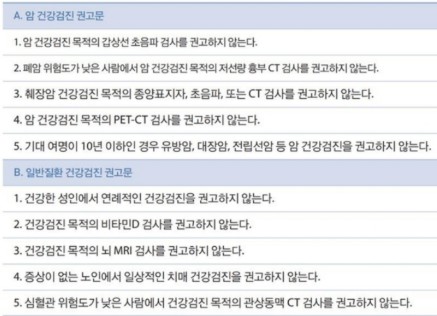 A. 암 건강검진 권고문
1. 암 건강검진 목적의 갑상선 초음파 검사를 권고하지 않는다.
2. 폐암 위험도가 낮은 사람에서 암 건강검진 목적의 저선량 흉부 CT 검사를 권고하지 않는다.
3. 췌장암 건강검진 목적의 종양표지자, 초음파, 또는 CT 검사를 권고하지 않는다.
4. 암 건강검진 목적의 PET-CT 검사를 권고하지 않는다.
5. 기대 여명이 10년 이하인 경우 유방암, 대장암, 전립선암 등 암 건강검진을 권고하지 않는다.
B. 일반질환 건강검진 권고문
1. 건강한 성인에서 연례적인 건강검진을 권고하지 않는다.
2. 건강검진 목적의 비타민D 검사를 권고하지 않는다.
3. 건강검진 목적의 뇌 MRI 검사를 권고하지 않는다.
4. 증상이 없는 노인에서 일상적인 치매 건강검진을 권고하지 않는다.
5. 심혈관 위험도가 낮은 사람에서 건강검진 목적의 관상동맥 CT 검사를 권고하지 않는다.